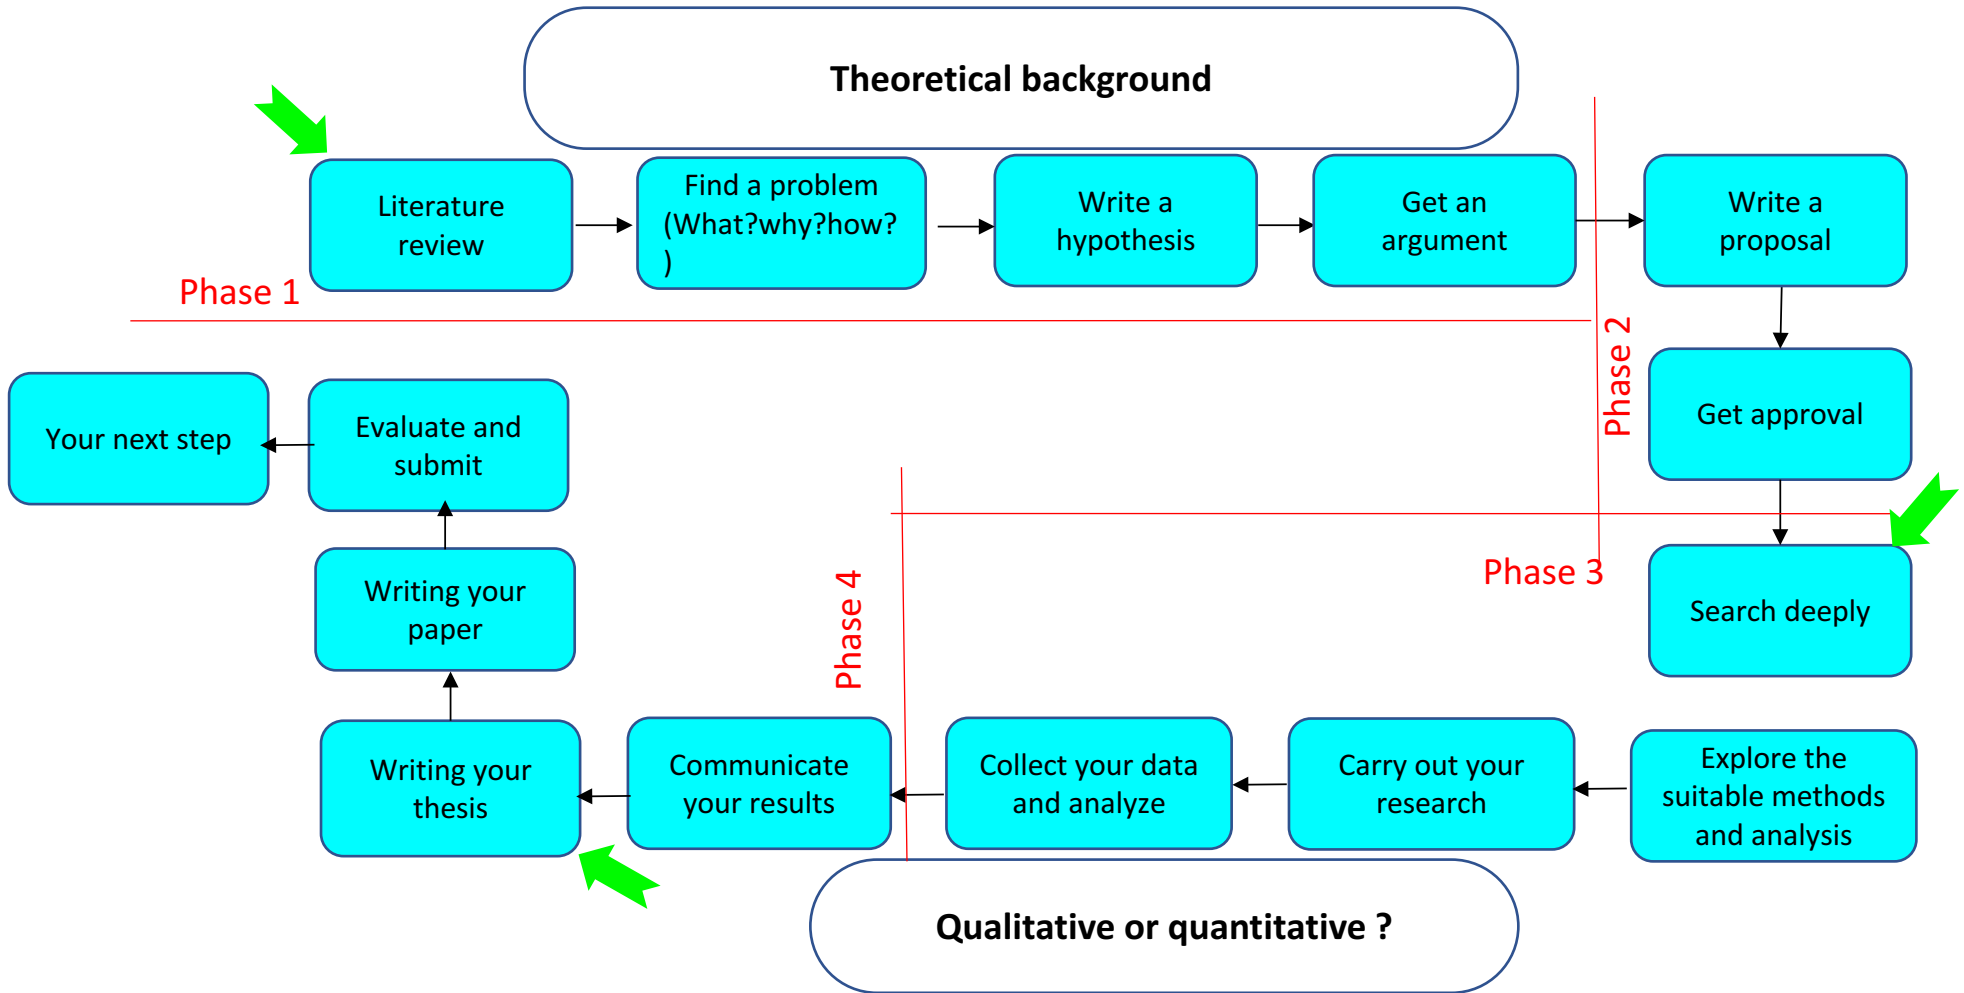 Theoretical background
Literature
review
Find a problem
(What?why?how?
)
Write a
hypothesis
Get an
argument
Write a
proposal
Phase 1
Phase 2
Get approval
Your next step
Evaluate and
submit
Phase 3
Search deeply
Phase 4
Writing your
paper
Writing your
thesis
Communicate
your results
Collect your data
and analyze
Carry out your
research
Explore the
suitable methods
and analysis
Qualitative or quantitative ?